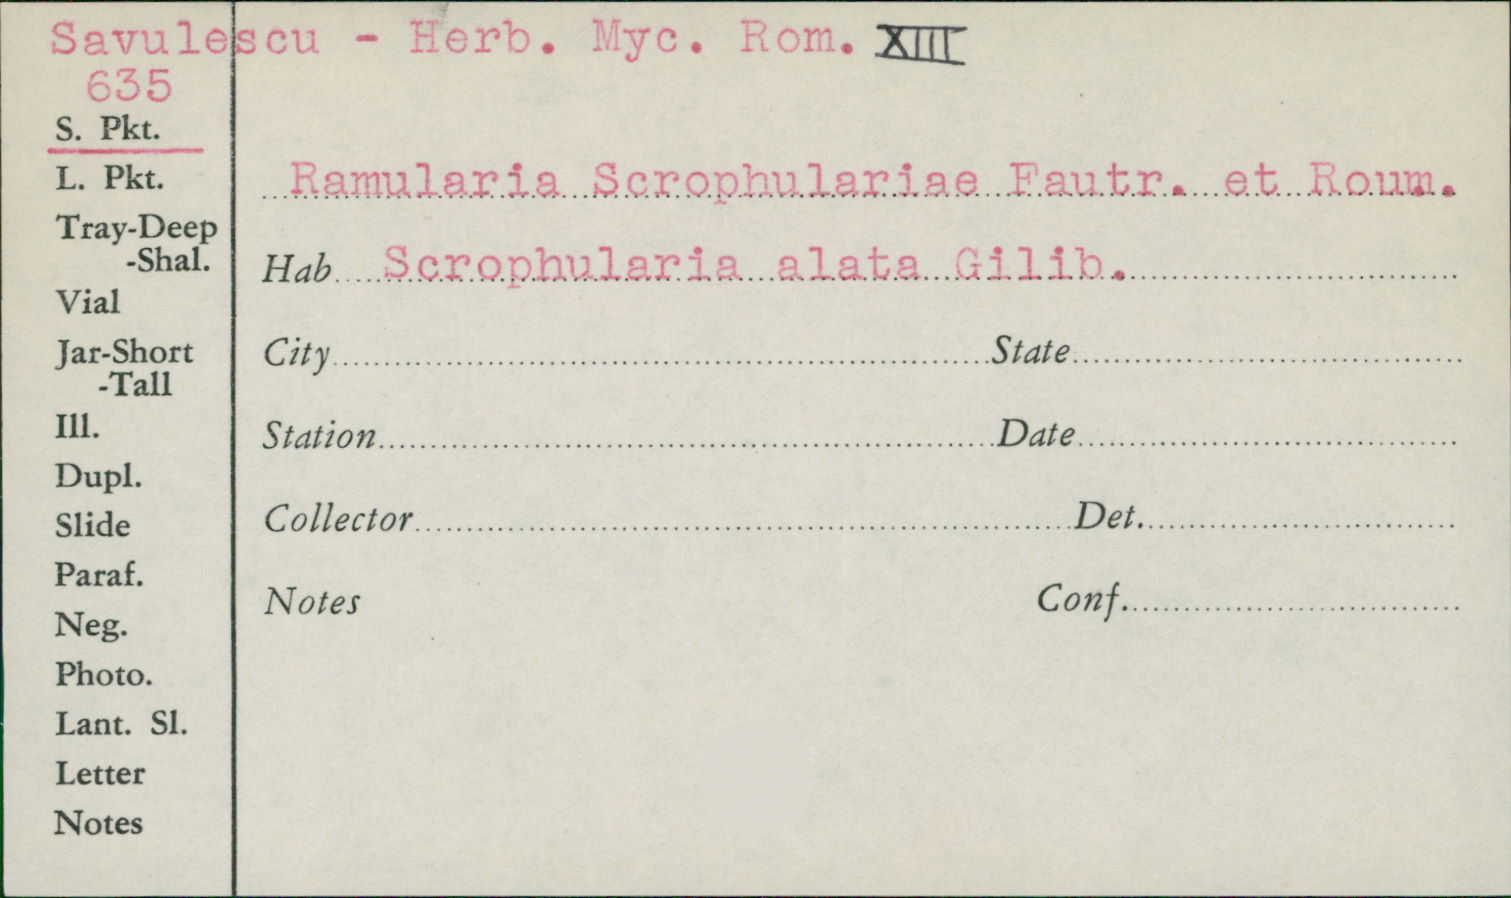 Savulescu - Herb. Myc. Rom. XIII
635
S. Pkt.
L. Pkt.
Ramularia Scrophulariae Fautr. et Roum.
Tray-Deep
-Shal.
Hab Scrophularia alata Gilib.
Vial
Jar-Short
-Tall
City State
Ill.
Station Date
Dupl.
Slide
Collector Det.
Paraf.
Notes Conf.
Neg.
Photo.
Lant. Sl.
Letter
Notes